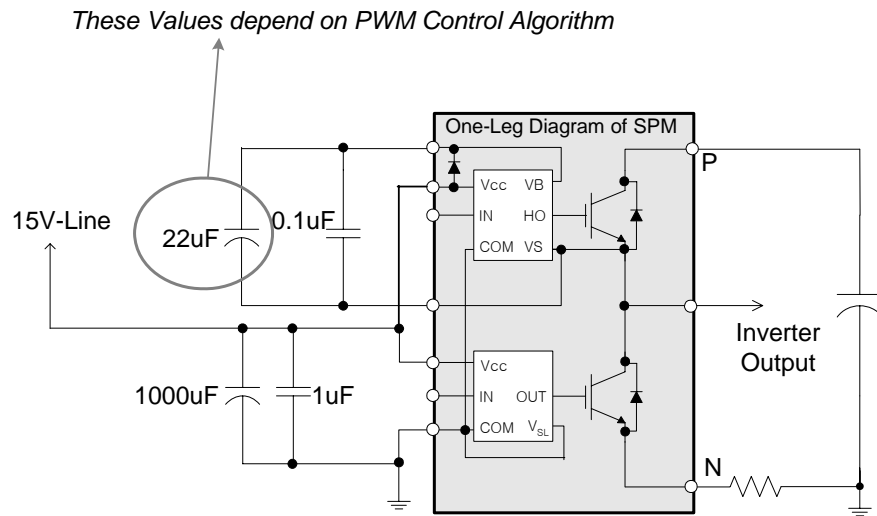 These Values depend on PWM Control Algorithm
One-Leg Diagram of SPM
P
Vcc VB
15V-Line
22uF
0.1uF
IN HO
COM VS
Inverter
Output
Vcc
1000uF
1uF
IN OUT
COM VSL
N